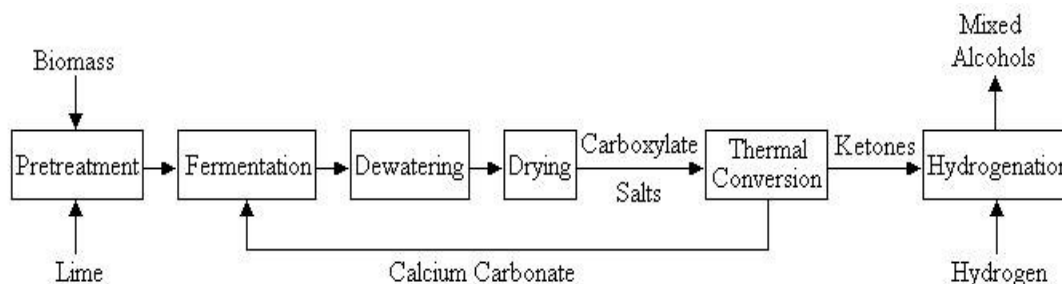 Mixed
Alcohols
Biomass
Pretreatment
Fermentation
Dewatering
Drying
Carboxylate
Salts
Thermal
Conversion
Ketones
Hydrogenation
Lime
Calcium Carbonate
Hydrogen